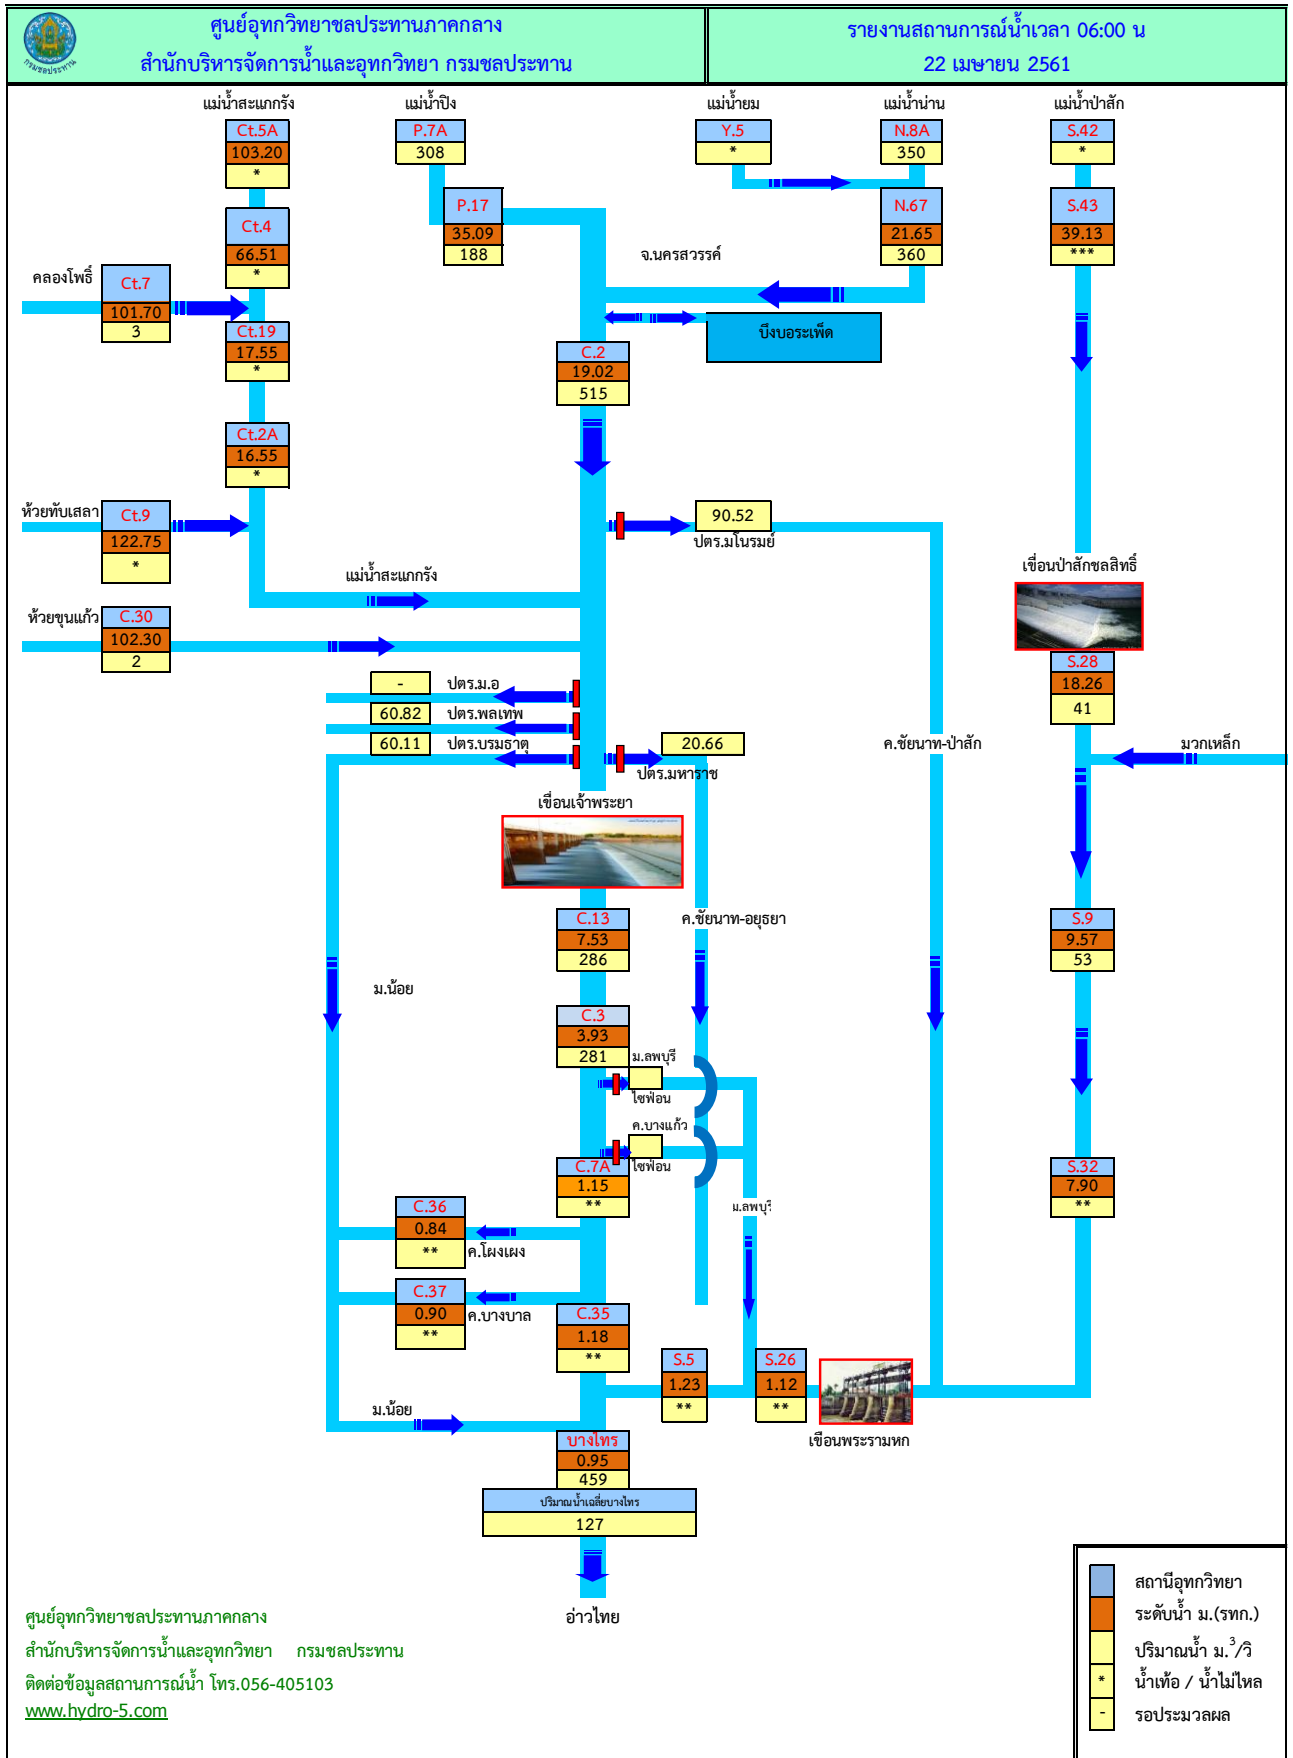 ศูนย์อุทกวิทยาชลประทานภาคกลาง
สำนักบริหารจัดการน้ำและอุทกวิทยา กรมชลประทาน
รายงานสถานการณ์น้ำเวลา 06:00 น
22 เมษายน 2561
กรมชลประทาน
แม่น้ำสะแกกรัง
แม่น้ำปิง
แม่น้ำยม
แม่น้ำน่าน
แม่น้ำป่าสัก
Ct.5A
103.20
*
P.7A
308
Y.5
*
N.8A
350
S.42
*
Ct.4
66.51
*
P.17
35.09
188
N.67
21.65
360
S.43
39.13
***
จ.นครสวรรค์
คลองโพธิ์
Ct.7
101.70
3
Ct.19
17.55
*
บึงบอระเพ็ด
C.2
19.02
515
Ct.2A
16.55
*
ห้วยทับเสลา
Ct.9
122.75
*
90.52
ปตร.มโนรมย์
แม่น้ำสะแกกรัง
เขื่อนป่าสักชลสิทธิ์
ห้วยขุนแก้ว
C.30
102.30
2
S.28
18.26
41
-
ปตร.ม.อ
60.82
ปตร.พลเทพ
60.11
ปตร.บรมธาตุ
20.66
ปตร.มหาราช
ค.ชัยนาท-ป่าสัก
มวกเหล็ก
เขื่อนเจ้าพระยา
C.13
7.53
286
ค.ชัยนาท-อยุธยา
S.9
9.57
53
ม.น้อย
C.3
3.93
281
ม.ลพบุรี
ไซฟ่อน
ค.บางแก้ว
ไซฟ่อน
C.7A
1.15
**
S.32
7.90
**
ม.ลพบุรี
C.36
0.84
**
ค.โผงเผง
C.37
0.90
**
ค.บางบาล
C.35
1.18
**
S.5
1.23
**
S.26
1.12
**
เขือนพระรามหก
ม.น้อย
บางไทร
0.95
459
ปริมาณน้ำเฉลี่ยบางไทร
127
อ่าวไทย
สถานีอุทกวิทยา
ระดับน้ำ ม.(รทก.)
ปริมาณน้ำ ม.³/วิ
* น้ำเท้อ / น้ำไม่ไหล
- รอประมวลผล
ศูนย์อุทกวิทยาชลประทานภาคกลาง
สำนักบริหารจัดการน้ำและอุทกวิทยา กรมชลประทาน
ติดต่อข้อมูลสถานการณ์น้ำ โทร.056-405103
www.hydro-5.com